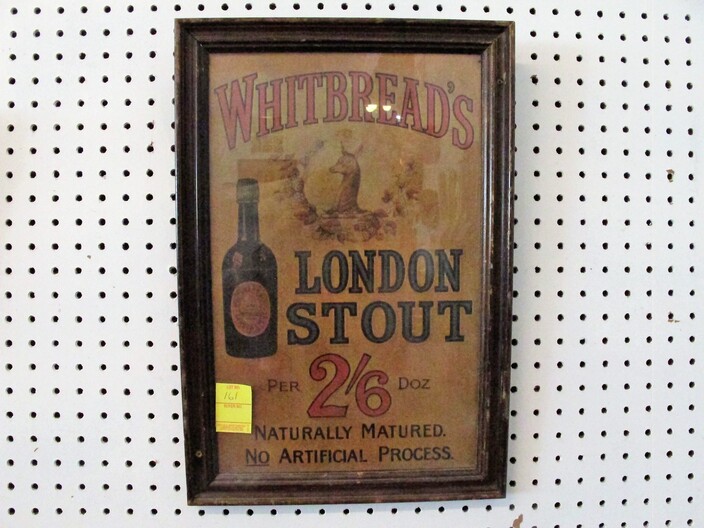 WHITBREAD'S
LONDON
STOUT
PER 2/6 DOZ
161
NATURALLY MATURED.
NO ARTIFICIAL PROCESS.